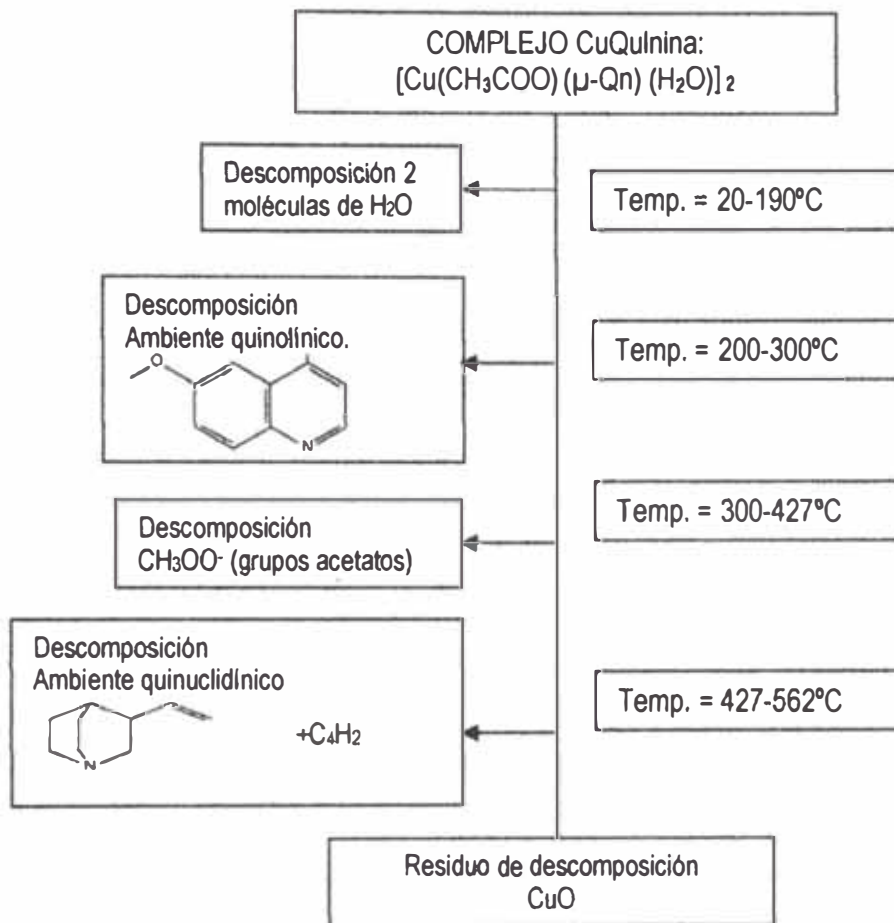 COMPLEJO CuQuInina:
[Cu(CH₃COO) (µ-Qn) (H₂O)] ₂
Descomposición 2
moléculas de H₂O
Temp. = 20-190ºC
Descomposición
Ambiente quinolínico.
O
N
Temp. = 200-300ºC
Descomposición
CH₃OO⁻ (grupos acetatos)
Temp. = 300-427ºC
Descomposición
Ambiente quinuclidínico
N
+C₄H₂
Temp. = 427-562ºC
Residuo de descomposición
CuO